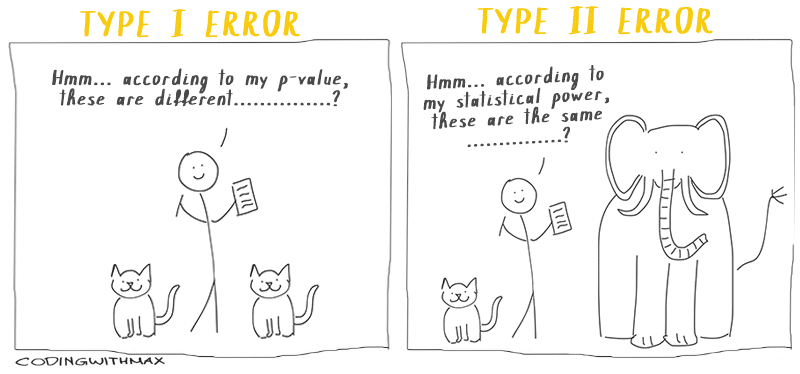 TYPE I ERROR
Hmm... according to my p-value,
these are different...............?
TYPE II ERROR
Hmm... according to
my statistical power,
these are the same
..............?
CODINGWITHMAX